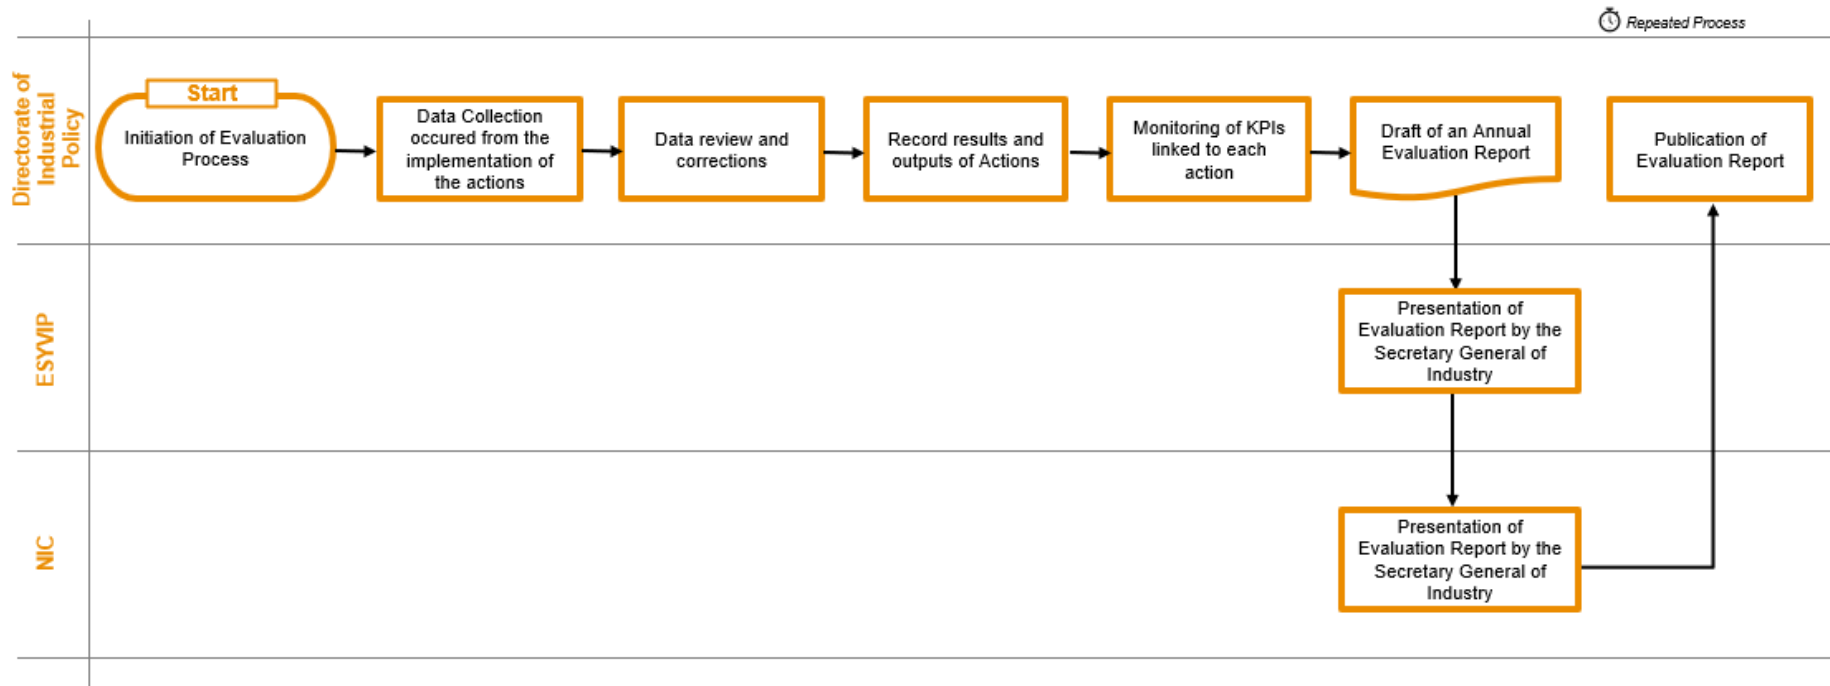 Repeated Process
Directorate of
Industrial
Policy
Start
Initiation of Evaluation
Process
Data Collection
occured from the
implementation of
the actions
Data review and
corrections
Record results and
outputs of Actions
Monitoring of KPIs
linked to each
action
Draft of an Annual
Evaluation Report
Publication of
Evaluation Report
ESYVIP
Presentation of
Evaluation Report by the
Secretary General of
Industry
NIC
Presentation of
Evaluation Report by the
Secretary General of
Industry